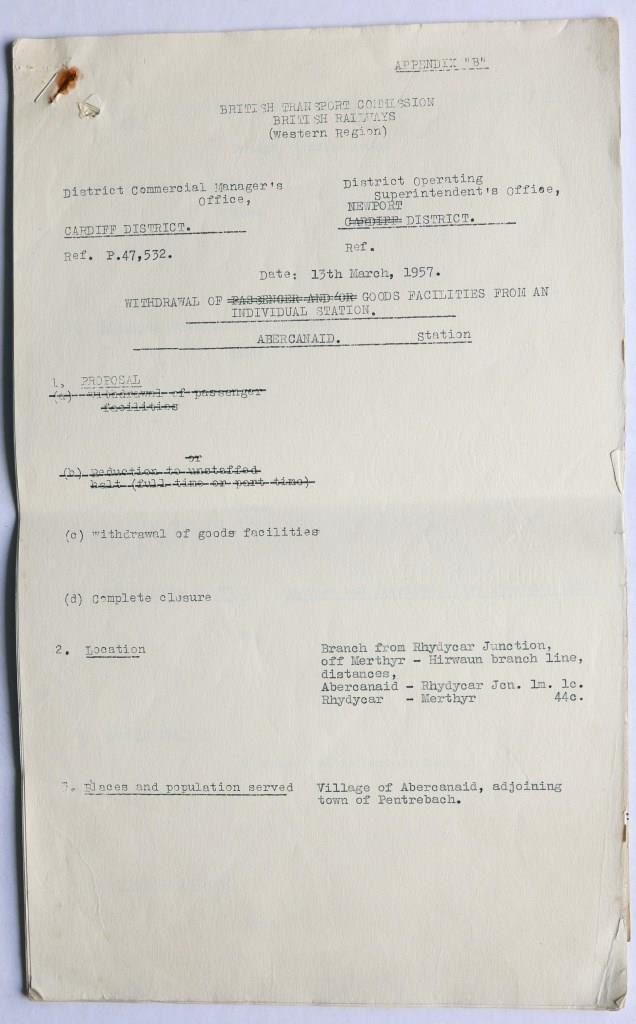 APPENDIX "B"
BRITISH TRANSPORT COMMISSION
BRITISH RAILWAYS
(Western Region)
District Commercial Manager's
Office,
CARDIFF DISTRICT.
Ref. P.47,532.
District Operating
Superintendent's Office,
NEWPORT
CARDIFF DISTRICT.
Ref.
Date: 13th March, 1957.
WITHDRAWAL OF PASSENGER AND/OR GOODS FACILITIES FROM AN
INDIVIDUAL STATION.
ABERCANAID. Station
1. PROPOSAL
(a) Withdrawal of passenger
facilities
or
(b) Reduction to unstaffed
halt (full time or part time)
(c) Withdrawal of goods facilities
(d) Complete closure
2. Location
Branch from Rhydycar Junction,
off Merthyr - Hirwaun branch line,
distances,
Abercanaid - Rhydycar Jcn. 1m. 1c.
Rhydycar - Merthyr 44c.
3. Places and population served
Village of Abercanaid, adjoining
town of Pentrebach.